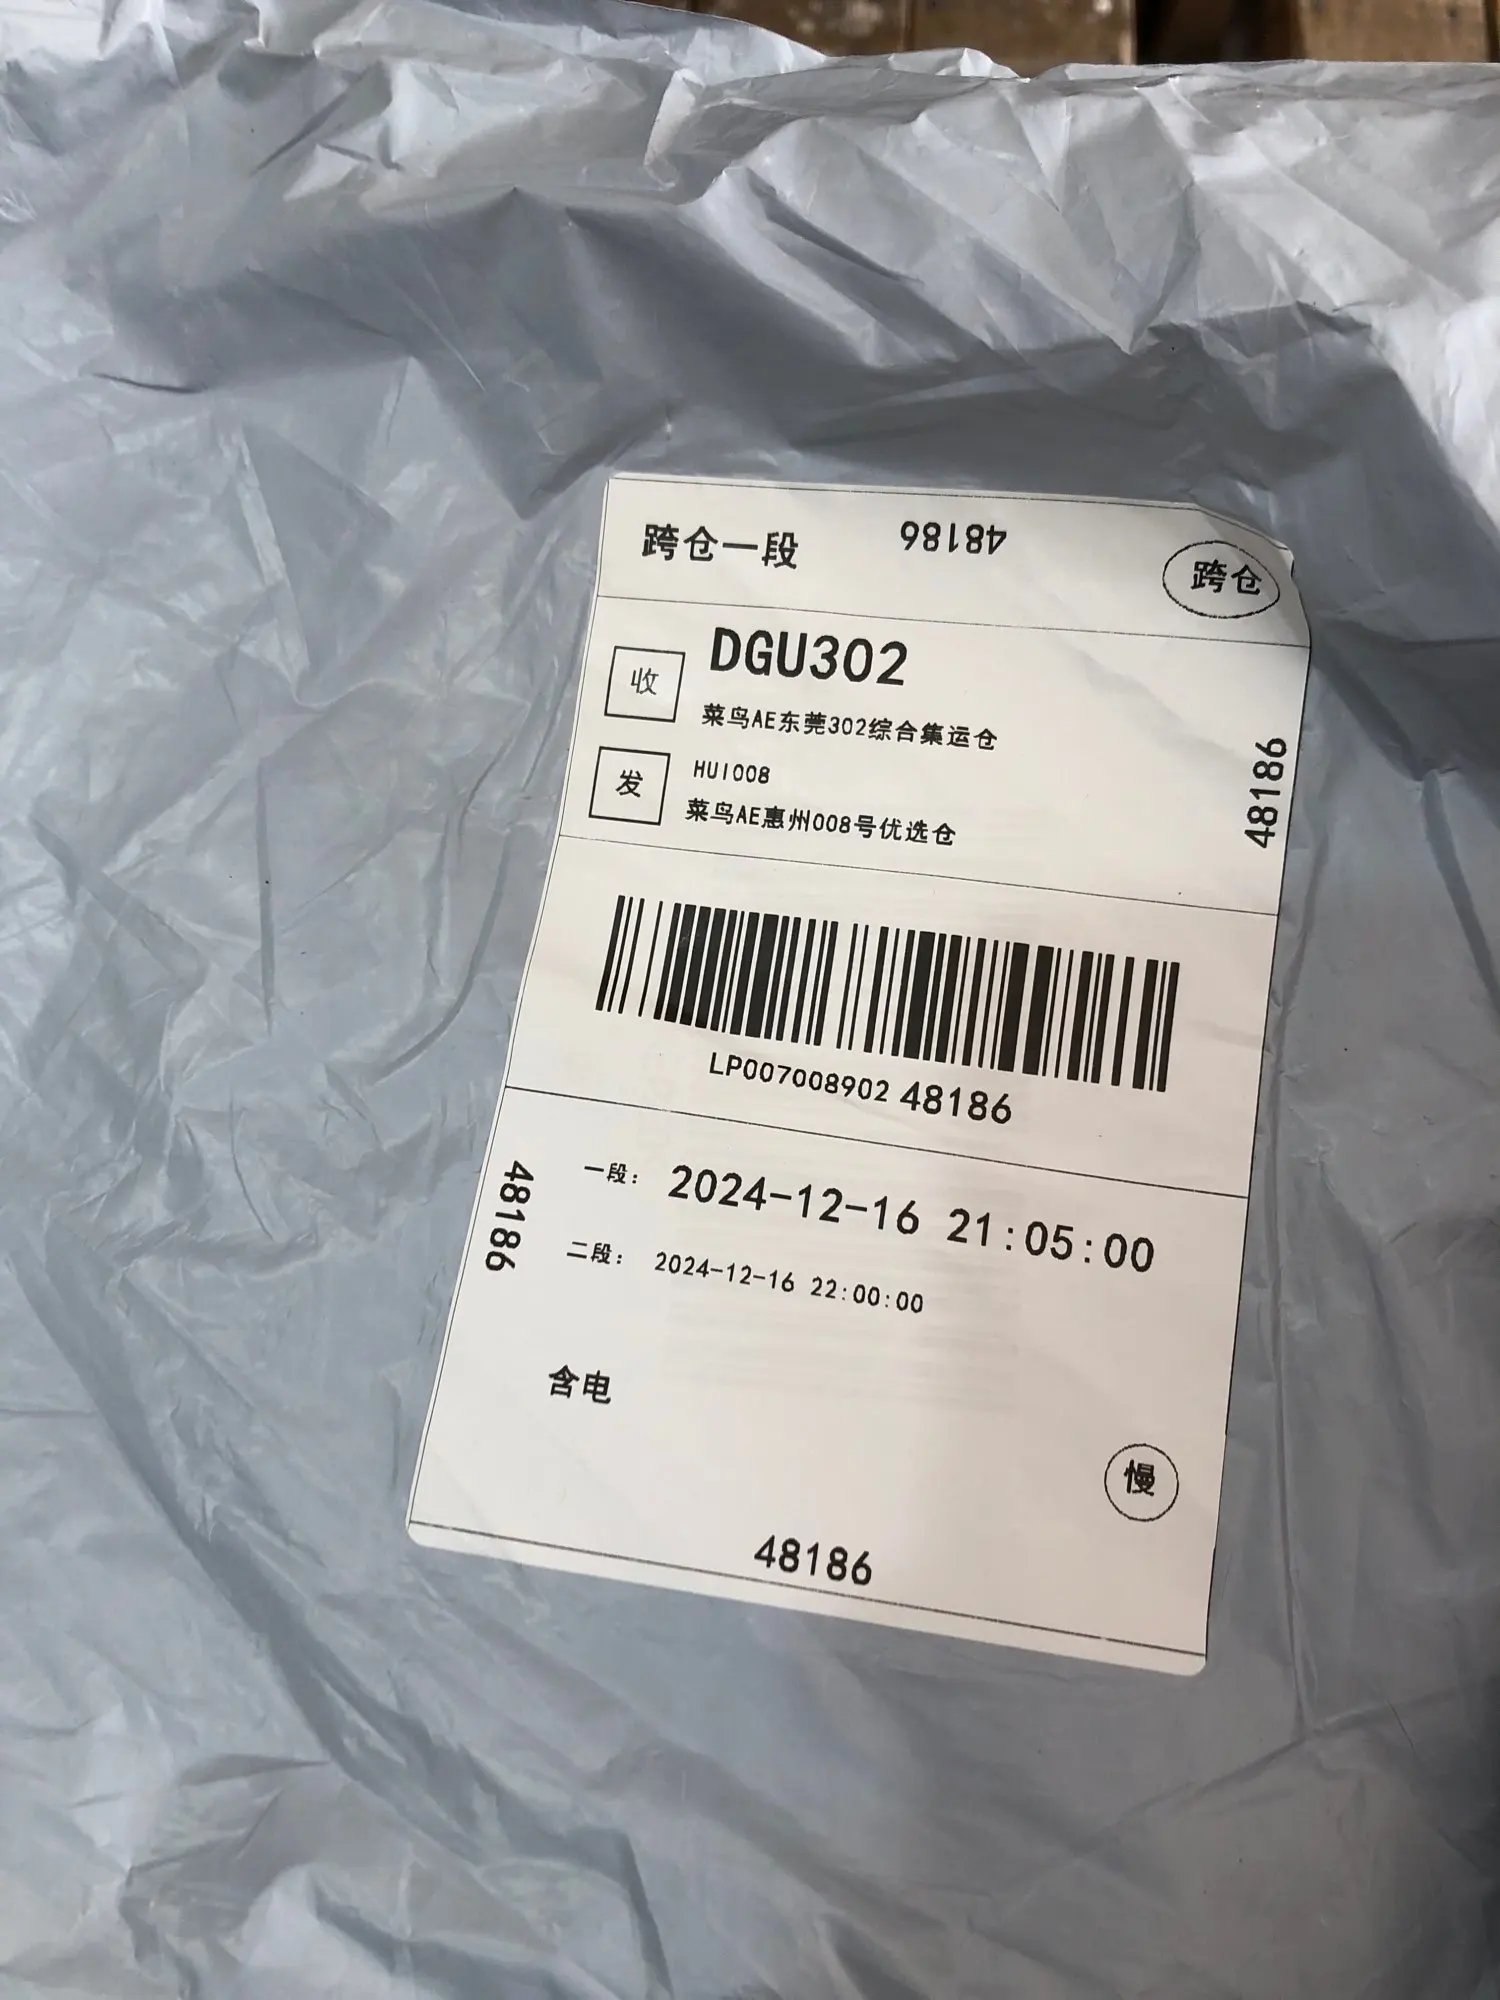 跨仓一段
48186
跨仓
收
DGU302
菜鸟AE东莞302综合集运仓
发
HUI008
菜鸟AE惠州008号优选仓
48186
LP00700890248186
48186
一段: 2024-12-16 21:05:00
二段: 2024-12-16 22:00:00
含电
慢
48186